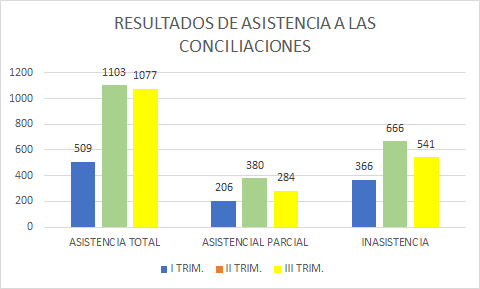 RESULTADOS DE ASISTENCIA A LAS
CONCILIACIONES
1200
1000
800
600
400
200
0
509
1103
1077
206
380
284
366
666
541
ASISTENCIA TOTAL
ASISTENCIAL PARCIAL
INASISTENCIA
I TRIM.
II TRIM.
III TRIM.